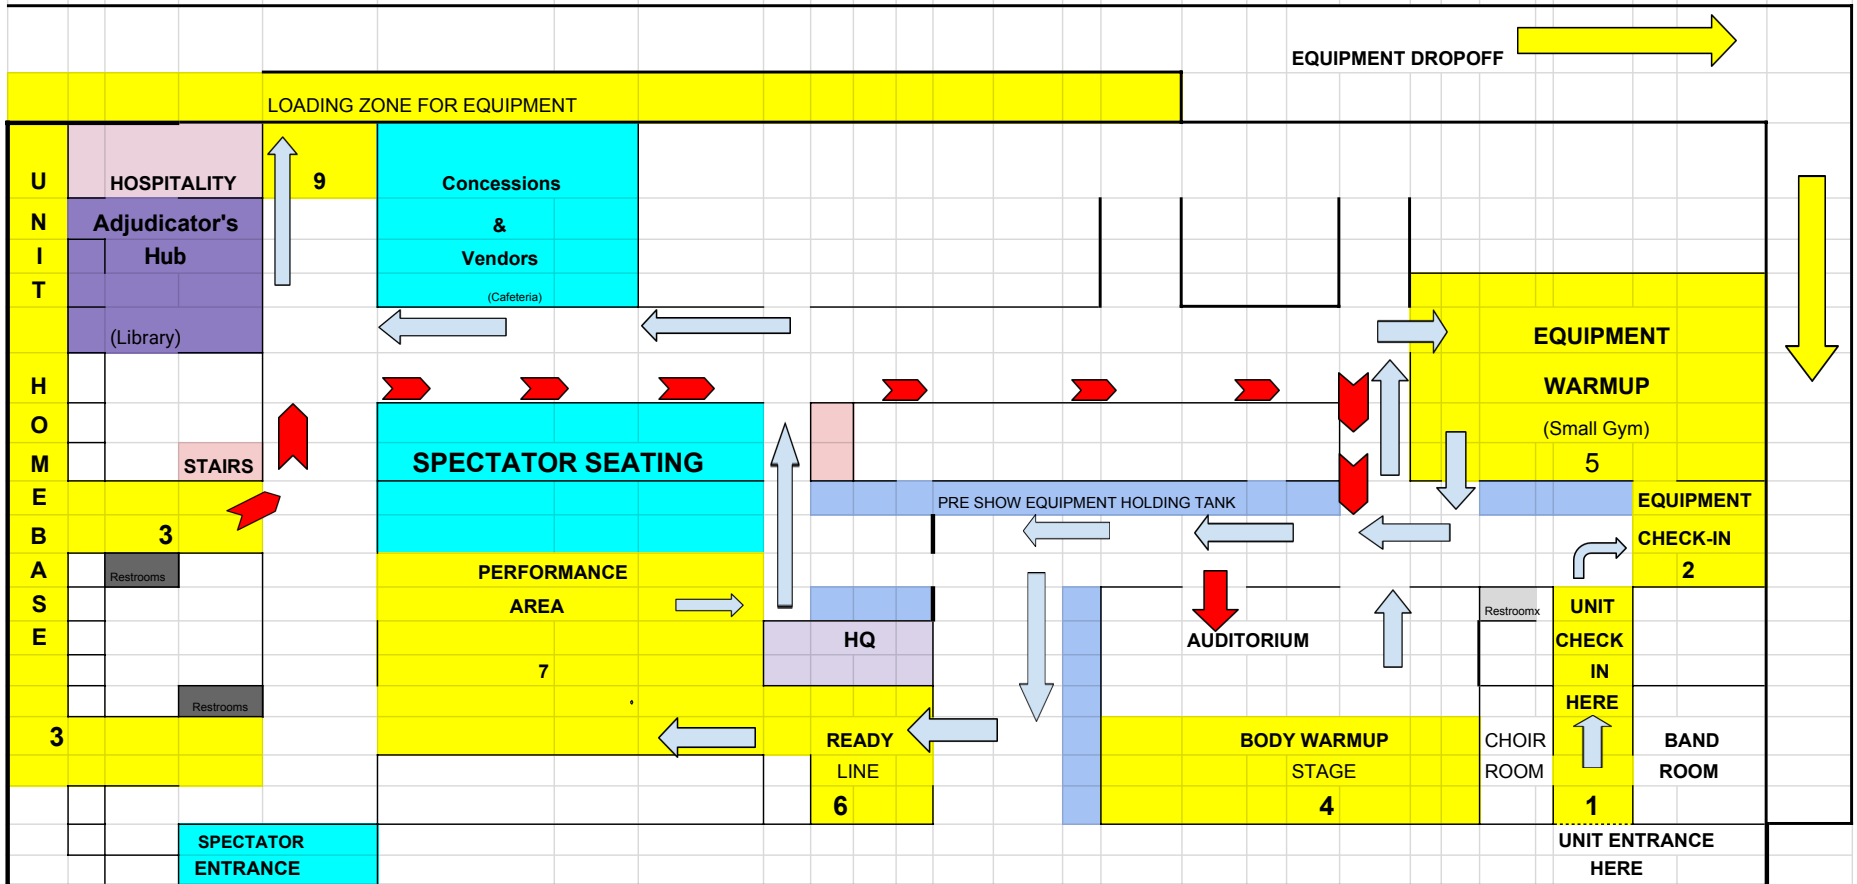 EQUIPMENT DROPOFF
LOADING ZONE FOR EQUIPMENT
UNIT HOME BASE
HOSPITALITY
9
Adjudicator's
Hub
(Library)
Concessions
&
Vendors
(Cafeteria)
EQUIPMENT
WARMUP
(Small Gym)
5
STAIRS
SPECTATOR SEATING
3
Restrooms
PRE SHOW EQUIPMENT HOLDING TANK
EQUIPMENT
CHECK-IN
2
PERFORMANCE
AREA
7
HQ
AUDITORIUM
Restroomx
UNIT
CHECK
IN
HERE
Restrooms
3
READY
LINE
6
BODY WARMUP
STAGE
4
CHOIR
ROOM
1
BAND
ROOM
SPECTATOR
ENTRANCE
UNIT ENTRANCE
HERE